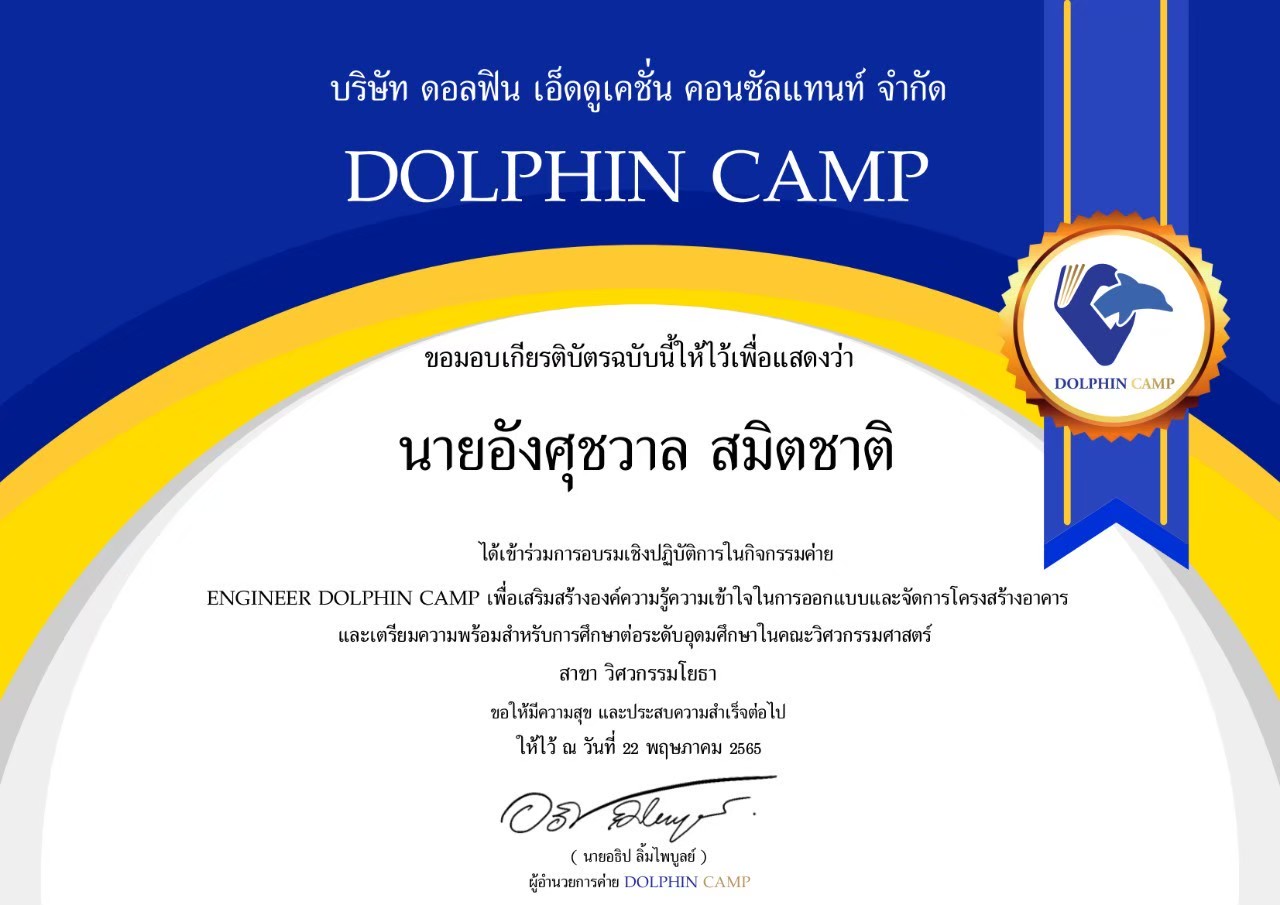 บริษัท ดอลฟิน เอ็ดดูเคชั่น คอนซัลแทนท์ จำกัด
DOLPHIN CAMP
DOLPHIN CAMP
ขอมอบเกียรติบัตรฉบับนี้ให้ไว้เพื่อแสดงว่า
นายอังศุชวาล สมิตชาติ
ได้เข้าร่วมการอบรมเชิงปฏิบัติการในกิจกรรมค่าย
ENGINEER DOLPHIN CAMP เพื่อเสริมสร้างองค์ความรู้ความเข้าใจในการออกแบบและจัดการโครงสร้างอาคาร
และเตรียมความพร้อมสำหรับการศึกษาต่อระดับอุดมศึกษาในคณะวิศวกรรมศาสตร์
สาขา วิศวกรรมโยธา
ขอให้มีความสุข และประสบความสำเร็จต่อไป
ให้ไว้ ณ วันที่ 22 พฤษภาคม 2565
( นายอธิป ลิ้มไพบูลย์ )
ผู้อำนวยการค่าย DOLPHIN CAMP